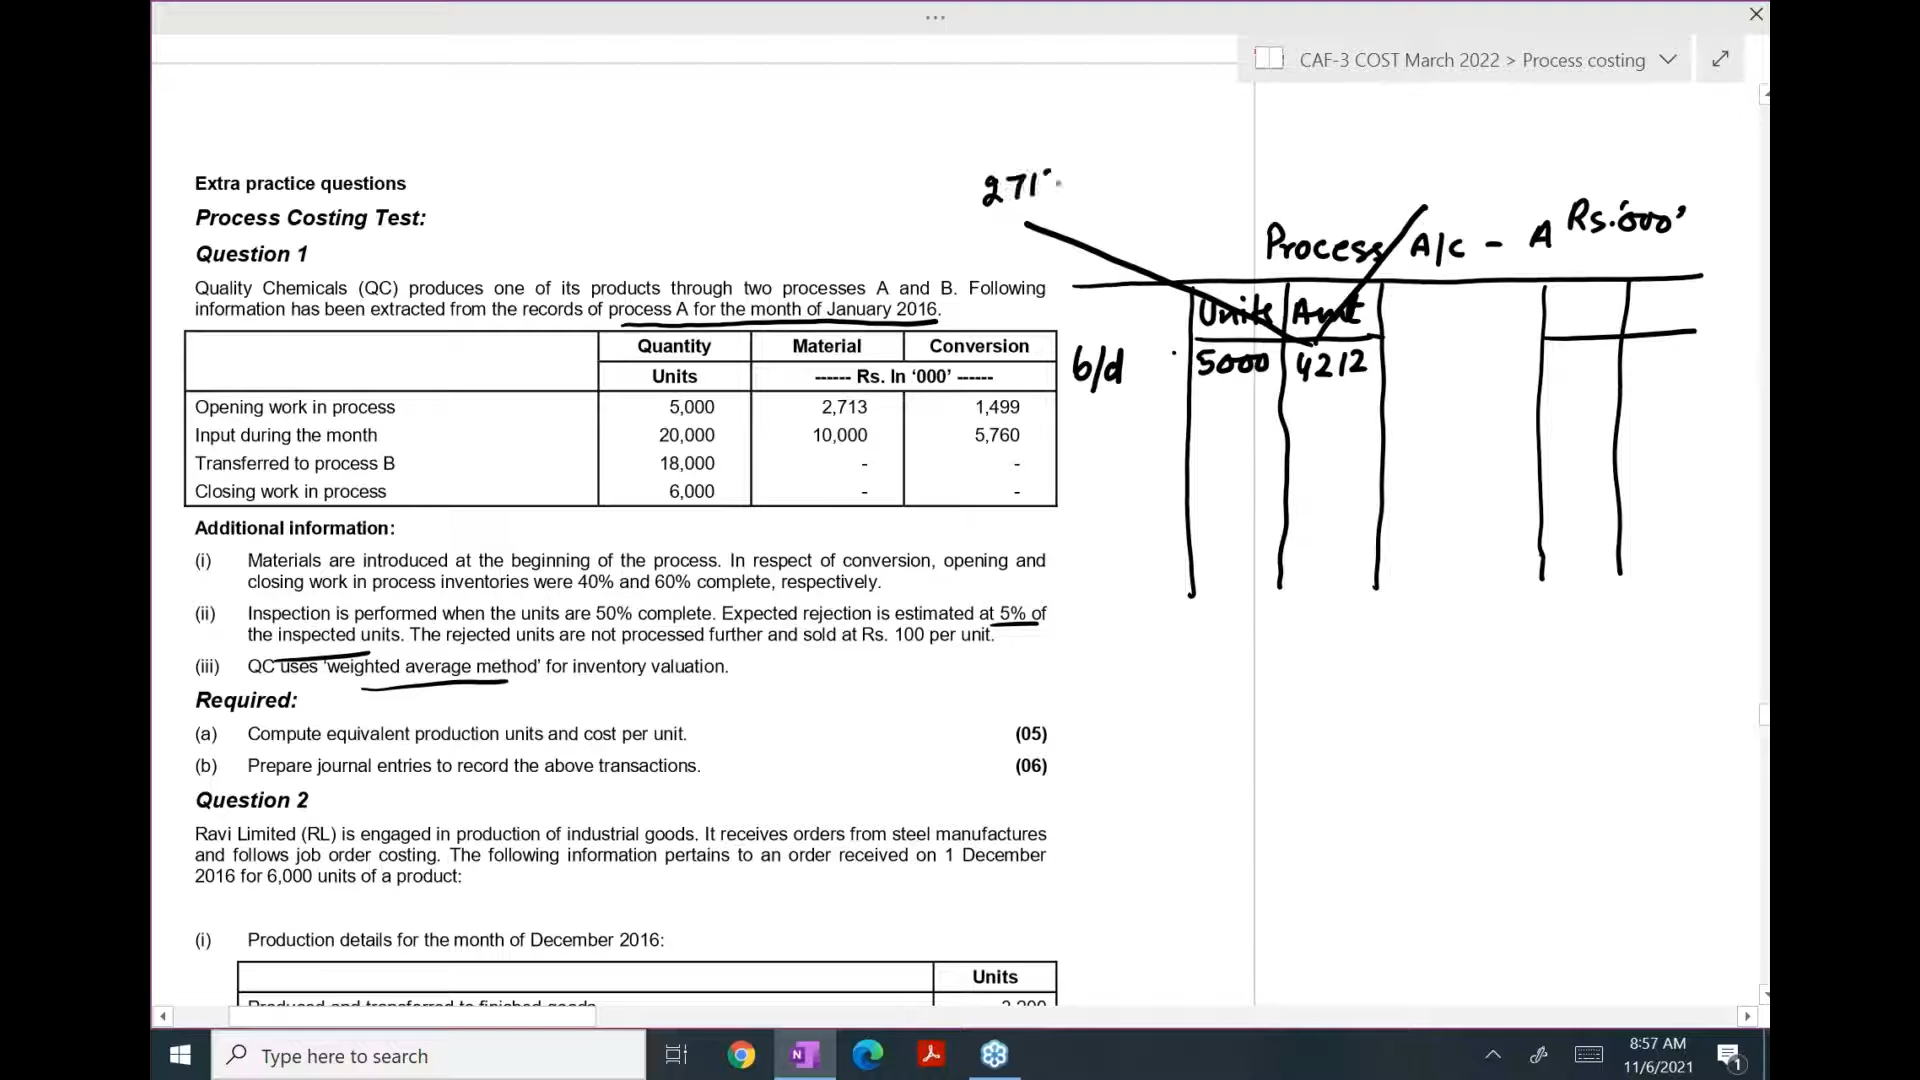 CAF-3 COST March 2022 > Process costing
Extra practice questions
Process Costing Test:
Question 1
Quality Chemicals (QC) produces one of its products through two processes A and B. Following
information has been extracted from the records of process A for the month of January 2016.
Quantity Material Conversion
Units ------ Rs. In ‘000’ ------
Opening work in process 5,000 2,713 1,499
Input during the month 20,000 10,000 5,760
Transferred to process B 18,000 - -
Closing work in process 6,000 - -
Additional information:
(i) Materials are introduced at the beginning of the process. In respect of conversion, opening and
closing work in process inventories were 40% and 60% complete, respectively.
(ii) Inspection is performed when the units are 50% complete. Expected rejection is estimated at 5% of
the inspected units. The rejected units are not processed further and sold at Rs. 100 per unit.
(iii) QC uses ‘weighted average method’ for inventory valuation.
Required:
(a) Compute equivalent production units and cost per unit. (05)
(b) Prepare journal entries to record the above transactions. (06)
Question 2
Ravi Limited (RL) is engaged in production of industrial goods. It receives orders from steel manufactures
and follows job order costing. The following information pertains to an order received on 1 December
2016 for 6,000 units of a product:
(i) Production details for the month of December 2016:
Units
Produced and transferred to finished goods
271
Process A/c - A Rs.'000'
Units Amt
b/d 5000 4212
Type here to search
8:57 AM
11/6/2021
1